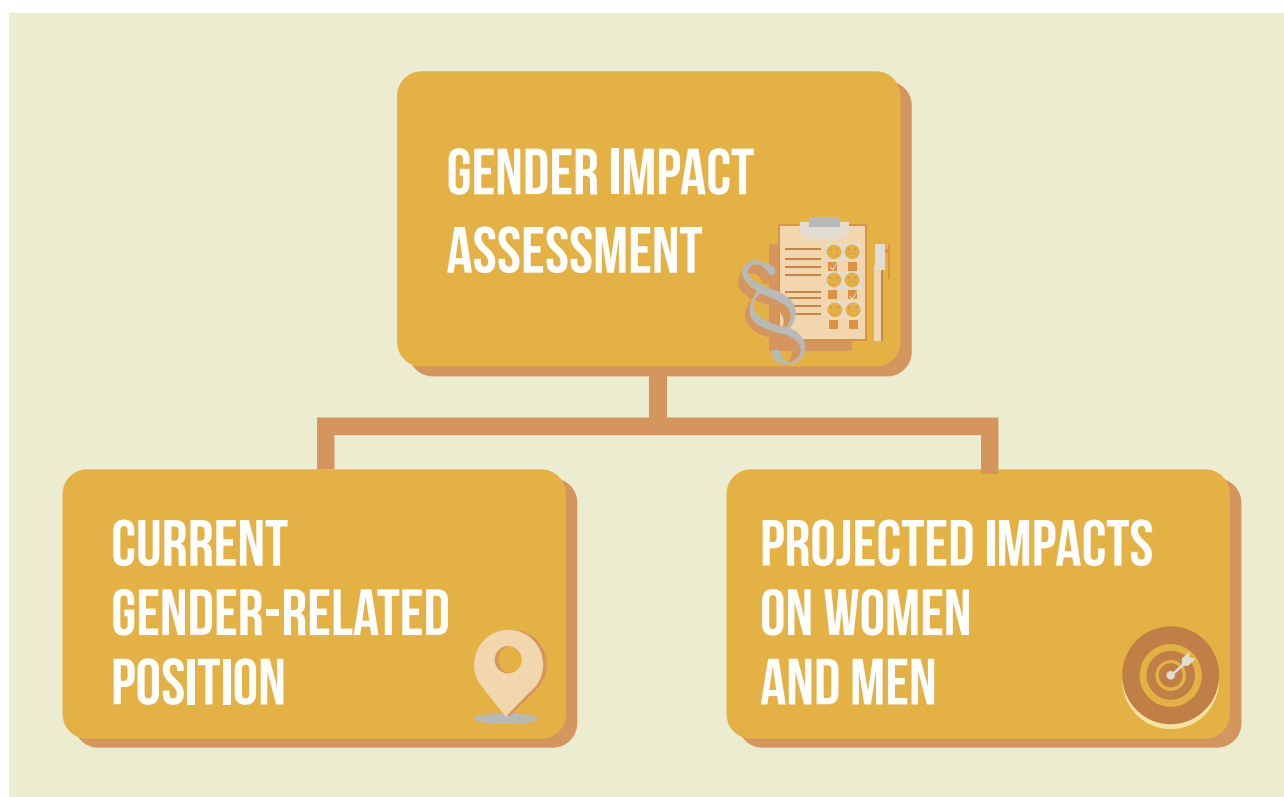 GENDER IMPACT
ASSESSMENT
§
CURRENT
GENDER-RELATED
POSITION
PROJECTED IMPACTS
ON WOMEN
AND MEN